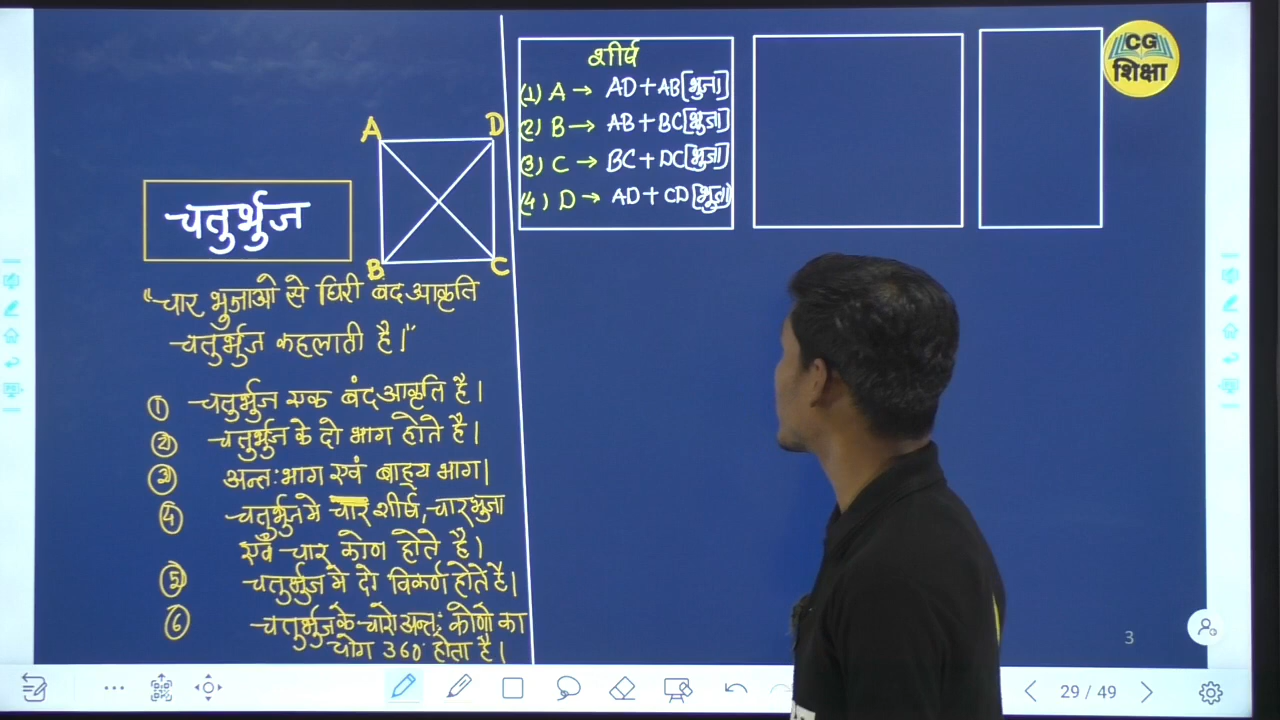 चतुर्भुज
A
D
B
C
"चार भुजाओ से घिरी बंद आकृति
चतुर्भुज कहलाती है।"
① चतुर्भुज एक बंद आकृति है।
② चतुर्भुज के दो भाग होते है।
③ अन्तःभाग एवं बाह्य भाग।
④ चतुर्भुज मे चार शीर्ष, चार भुजा
एवं चार कोण होते है।
⑤ चतुर्भुज मे दो विकर्ण होते है।
⑥ चतुर्भुज के चारो अन्तः कोणो का
योग 360° होता है।
शीर्ष
(1) A → AD + AB [भुजा]
(2) B → AB + BC [भुजा]
(3) C → BC + DC [भुजा]
(4) D → AD + CD [भुजा]
CG
शिक्षा
3
29 / 49